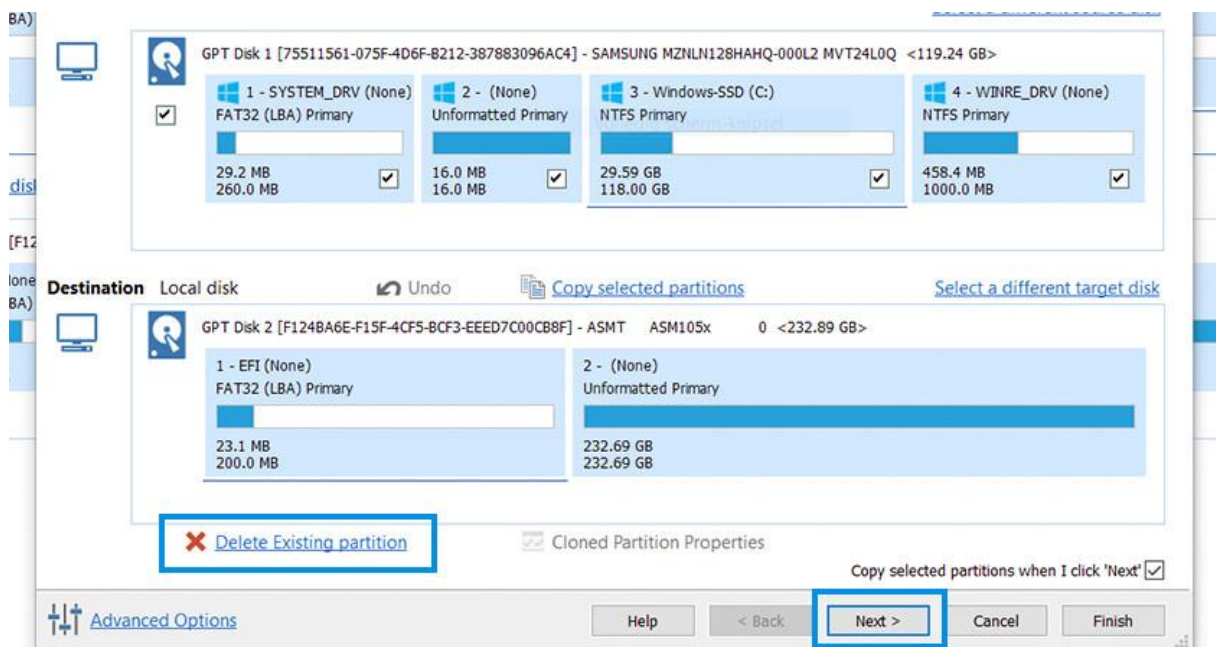 BA)
GPT Disk 1 [75511561-075F-4D6F-B212-387883096AC4] - SAMSUNG MZNLN128HAHQ-000L2 MVT24L0Q <119.24 GB>
1 - SYSTEM_DRV (None)
FAT32 (LBA) Primary
29.2 MB
260.0 MB
2 - (None)
Unformatted Primary
16.0 MB
16.0 MB
3 - Windows-SSD (C:)
NTFS Primary
29.59 GB
118.00 GB
4 - WINRE_DRV (None)
NTFS Primary
458.4 MB
1000.0 MB
[F12
BA)
Destination Local disk
Undo
Copy selected partitions
Select a different target disk
GPT Disk 2 [F124BA6E-F15F-4CF5-BCF3-EEED7C00CB8F] - ASMT ASM105x 0 <232.89 GB>
1 - EFI (None)
FAT32 (LBA) Primary
23.1 MB
200.0 MB
2 - (None)
Unformatted Primary
232.69 GB
232.69 GB
Delete Existing partition
Cloned Partition Properties
Copy selected partitions when I click 'Next'
Advanced Options
Help
< Back
Next >
Cancel
Finish